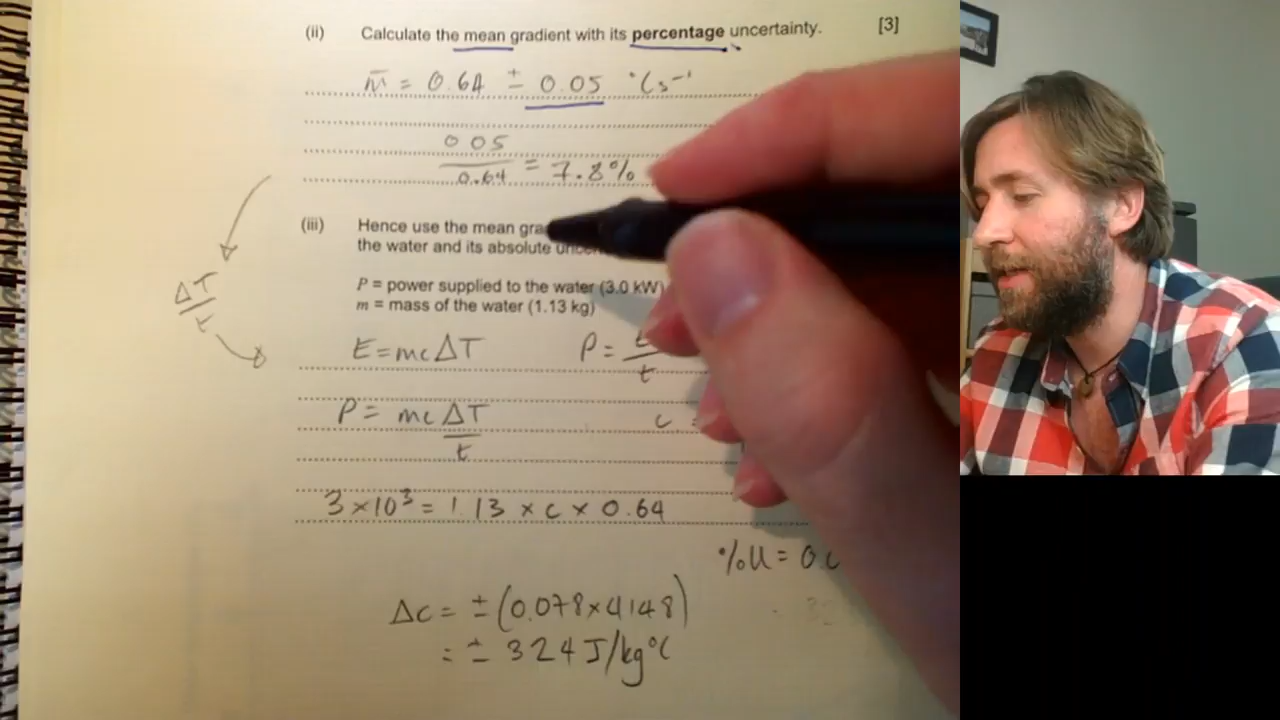 (ii) Calculate the mean gradient with its percentage uncertainty. [3]
m̄ = 0.64 ± 0.05 °Cs⁻¹
0.05
0.64
= 7.8%
(iii) Hence use the mean
the water and its absolute
P = power supplied to the water (3.0 kW)
m = mass of the water (1.13 kg)
ΔT
t
E = mcΔT P =
t
P = mcΔT c
t
3 × 10³ = 1.13 × c × 0.64
%U =
Δc = ± (0.078 × 4148)
= ± 324 J/kg°C